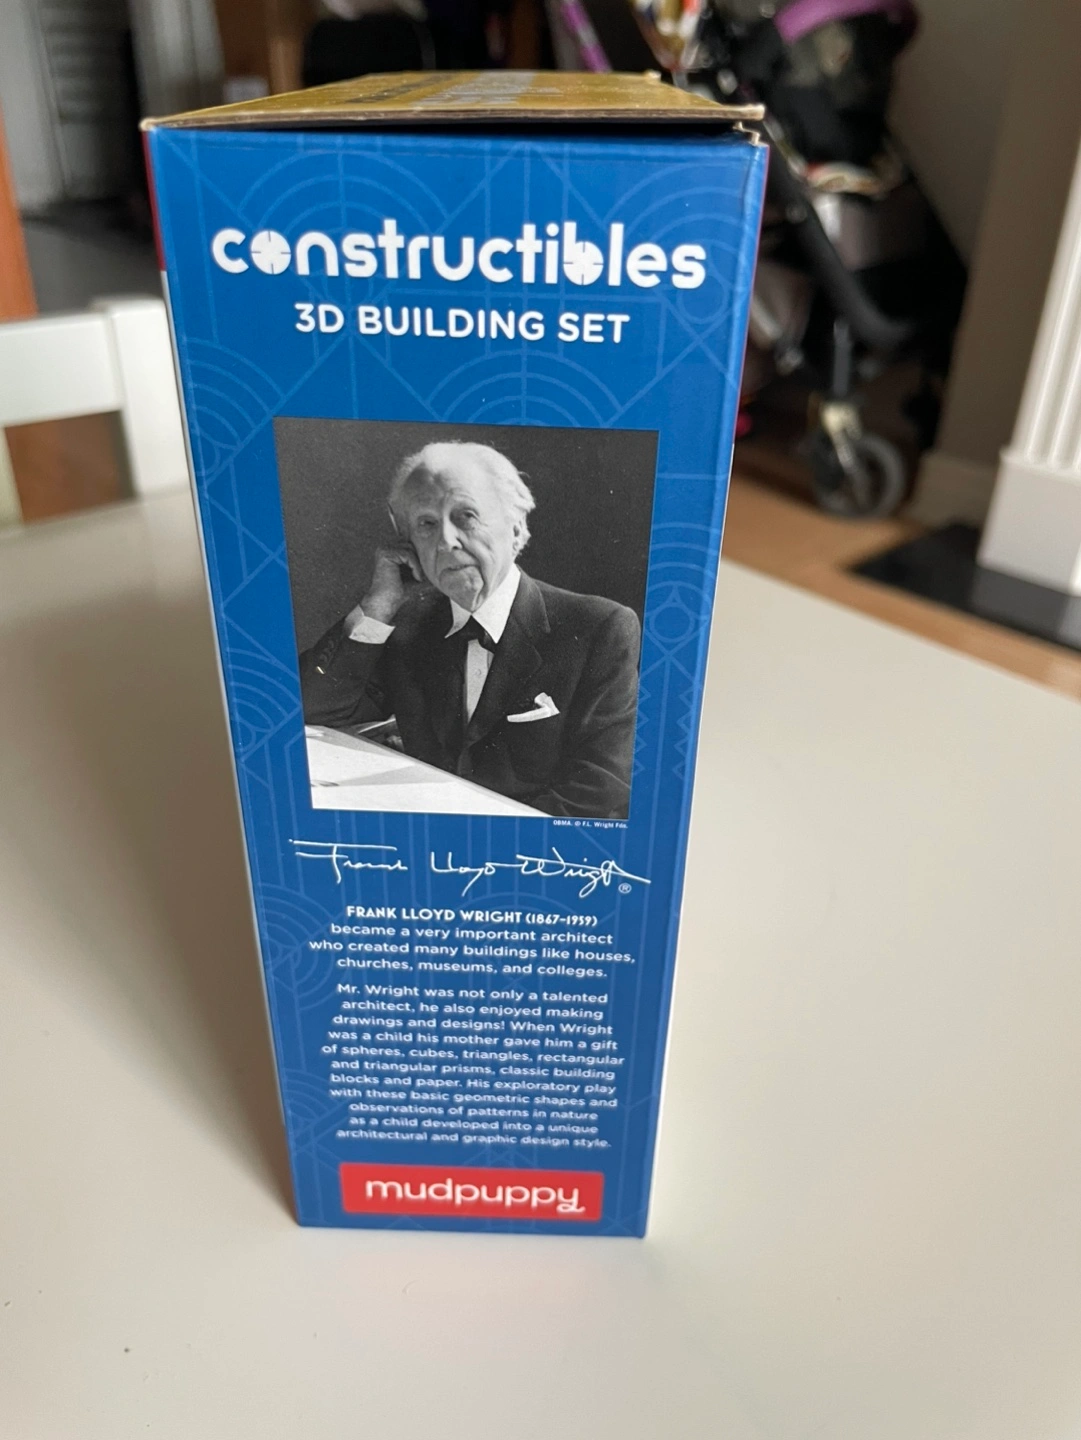 constructibles
3D BUILDING SET
OBMA. © F.L. Wright Fdn.
Frank Lloyd Wright ®
FRANK LLOYD WRIGHT (1867-1959)
became a very important architect
who created many buildings like houses,
churches, museums, and colleges.
Mr. Wright was not only a talented
architect, he also enjoyed making
drawings and designs! When Wright
was a child his mother gave him a gift
of spheres, cubes, triangles, rectangular
and triangular prisms, classic building
blocks and paper. His exploratory play
with these basic geometric shapes and
observations of patterns in nature
as a child developed into a unique
architectural and graphic design style.
mudpuppy